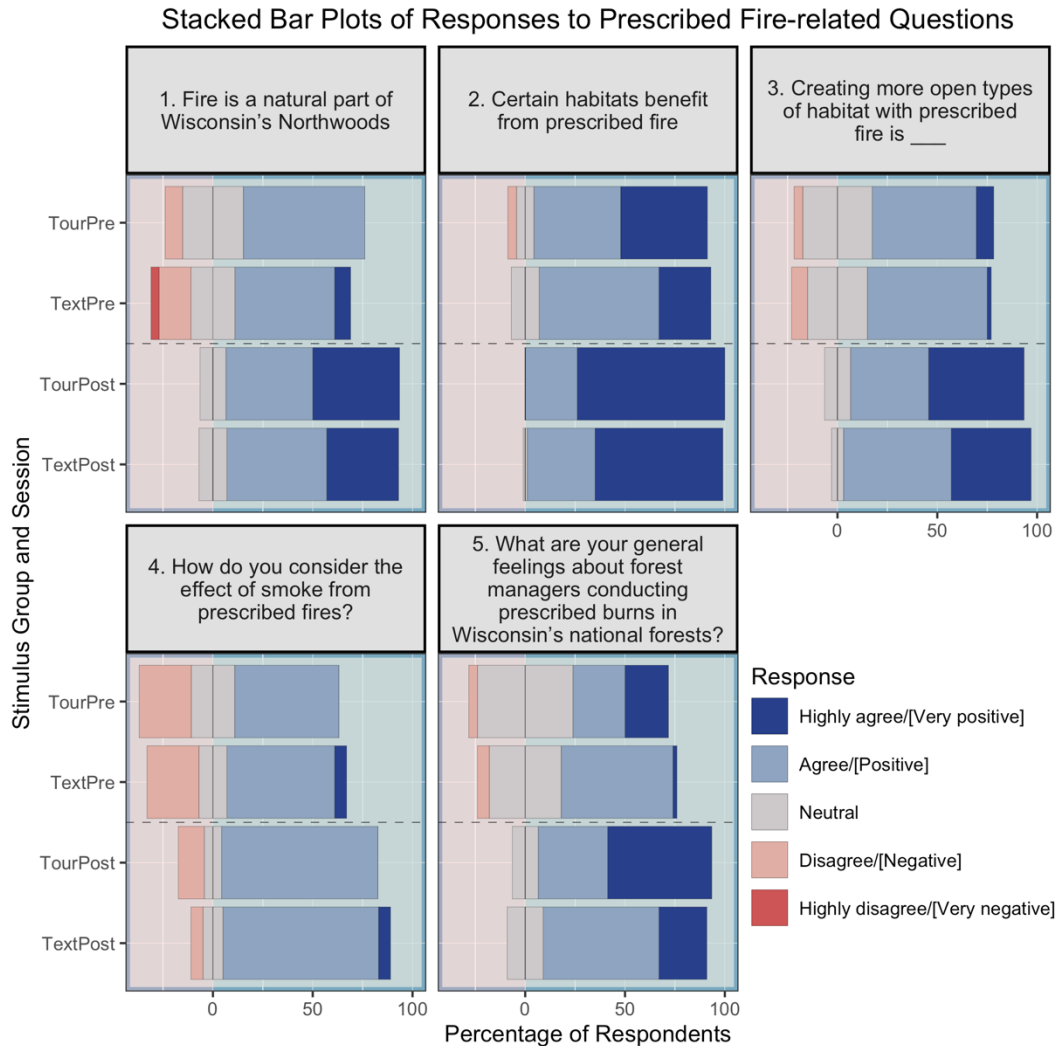 Stacked Bar Plots of Responses to Prescribed Fire-related Questions
1. Fire is a natural part of
Wisconsin's Northwoods
2. Certain habitats benefit
from prescribed fire
3. Creating more open types
of habitat with prescribed
fire is ___
TourPre
TextPre
TourPost
TextPost
0 50 100
4. How do you consider the
effect of smoke from
prescribed fires?
5. What are your general
feelings about forest
managers conducting
prescribed burns in
Wisconsin's national forests?
TourPre
TextPre
TourPost
TextPost
0 50 100
0 50 100
Stimulus Group and Session
Percentage of Respondents
Response
Highly agree/[Very positive]
Agree/[Positive]
Neutral
Disagree/[Negative]
Highly disagree/[Very negative]